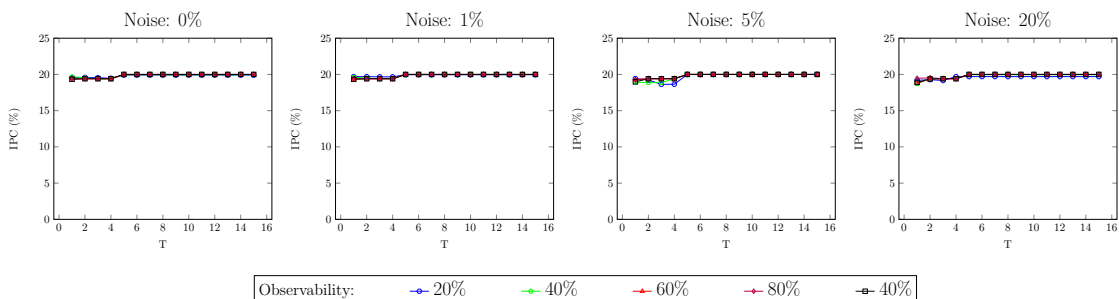 Noise: 0% Noise: 1% Noise: 5% Noise: 20%
25 25 25 25
20 20 20 20
15 15 15 15
10 10 10 10
5 5 5 5
0 0 0 0
IPC (%) IPC (%) IPC (%) IPC (%)
0 2 4 6 8 10 12 14 16 0 2 4 6 8 10 12 14 16 0 2 4 6 8 10 12 14 16 0 2 4 6 8 10 12 14 16
T T T T
Observability: 20% 40% 60% 80% 40%